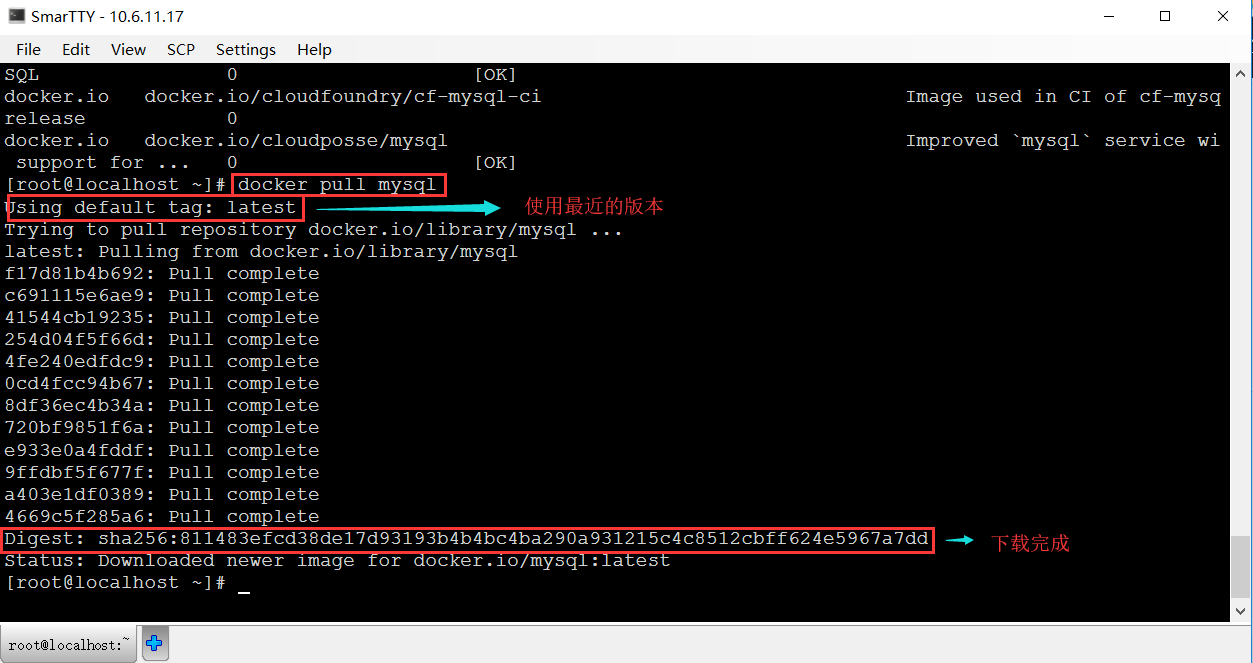 SmarTTY - 10.6.11.17
File Edit View SCP Settings Help
SQL 0 [OK]
docker.io docker.io/cloudfoundry/cf-mysql-ci Image used in CI of cf-mysq
release 0
docker.io docker.io/cloudposse/mysql Improved `mysql` service wi
support for ... 0 [OK]
[root@localhost ~]# docker pull mysql
Using default tag: latest 使用最近的版本
Trying to pull repository docker.io/library/mysql ...
latest: Pulling from docker.io/library/mysql
f17d81b4b692: Pull complete
c691115e6ae9: Pull complete
41544cb19235: Pull complete
254d04f5f66d: Pull complete
4fe240edfdc9: Pull complete
0cd4fcc94b67: Pull complete
8df36ec4b34a: Pull complete
720bf9851f6a: Pull complete
e933e0a4fddf: Pull complete
9ffdbf5f677f: Pull complete
a403e1df0389: Pull complete
4669c5f285a6: Pull complete
Digest: sha256:811483efcd38de17d93193b4b4bc4ba290a931215c4c8512cbff624e5967a7dd 下载完成
Status: Downloaded newer image for docker.io/mysql:latest
[root@localhost ~]#
root@localhost:~